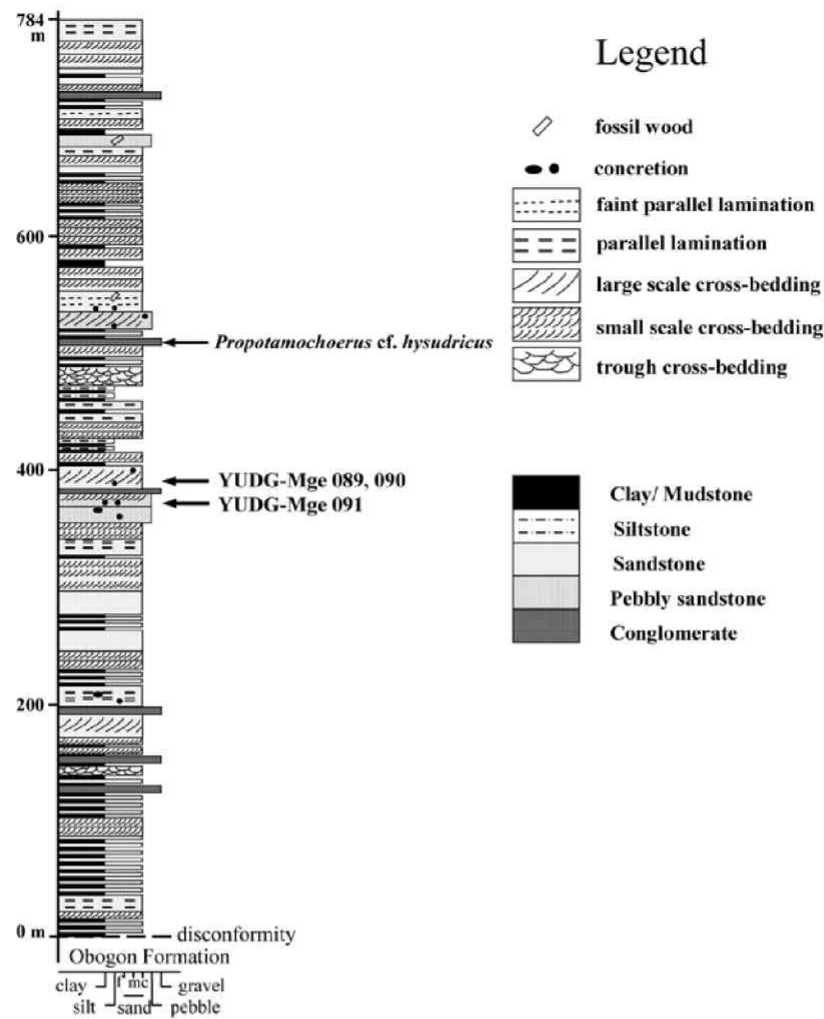 784
m
600
400
200
0 m
Propotamochoerus cf. hysudricus
YUDG-Mge 089, 090
YUDG-Mge 091
disconformity
Obogon Formation
clay
f mc
gravel
silt
sand
pebble
Legend
fossil wood
concretion
faint parallel lamination
parallel lamination
large scale cross-bedding
small scale cross-bedding
trough cross-bedding
Clay/ Mudstone
Siltstone
Sandstone
Pebbly sandstone
Conglomerate